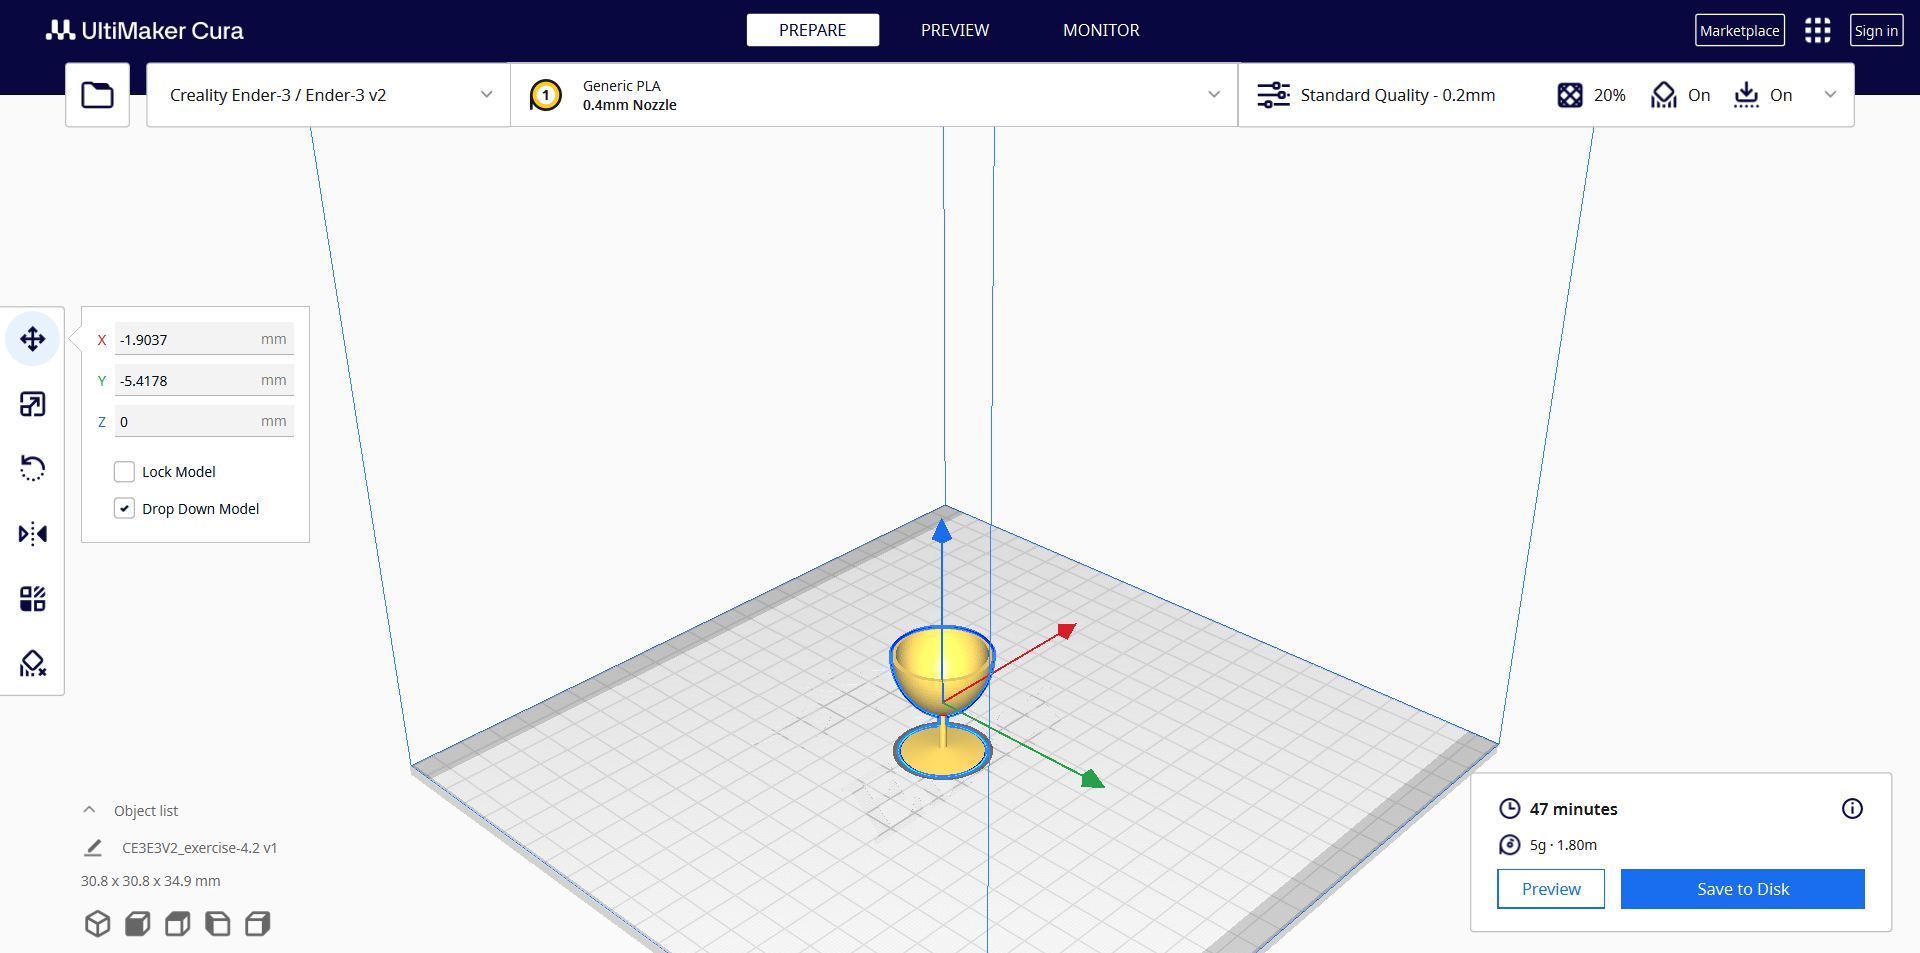 UltiMaker Cura
PREPARE
PREVIEW
MONITOR
Marketplace
Sign in
Creality Ender-3 / Ender-3 v2
1
Generic PLA
0.4mm Nozzle
Standard Quality - 0.2mm
20%
On
On
X -1.9037 mm
Y -5.4178 mm
Z 0 mm
Lock Model
Drop Down Model
Object list
CE3E3V2_exercise-4.2 v1
30.8 x 30.8 x 34.9 mm
47 minutes
5g · 1.80m
Preview
Save to Disk